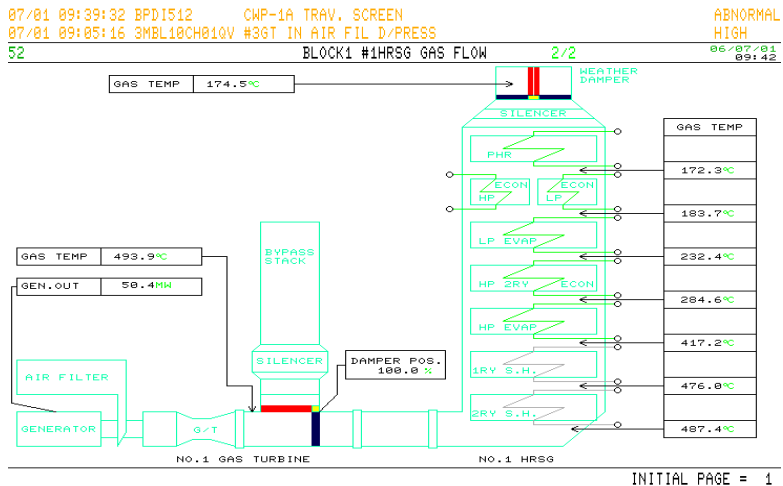 07/01 09:39:32 BPDI512 CWP-1A TRAV. SCREEN ABNORMAL
07/01 09:05:16 3MBL10CH01QV #3GT IN AIR FIL D/PRESS HIGH
52 BLOCK1 #1HRSG GAS FLOW 2/2 06/07/01
09:42
WEATHER
DAMPER
GAS TEMP 174.5℃
SILENCER
GAS TEMP
PHR
172.3℃
ECON
HP
ECON
LP
183.7℃
LP EVAP
BYPASS
STACK
GAS TEMP 493.9℃
232.4℃
GEN.OUT 50.4MW
HP 2RY ECON
284.6℃
HP EVAP
417.2℃
SILENCER
DAMPER POS.
100.0 %
1RY S.H.
AIR FILTER
476.0℃
2RY S.H.
GENERATOR
G/T
487.4℃
NO.1 GAS TURBINE
NO.1 HRSG
INITIAL PAGE = 1